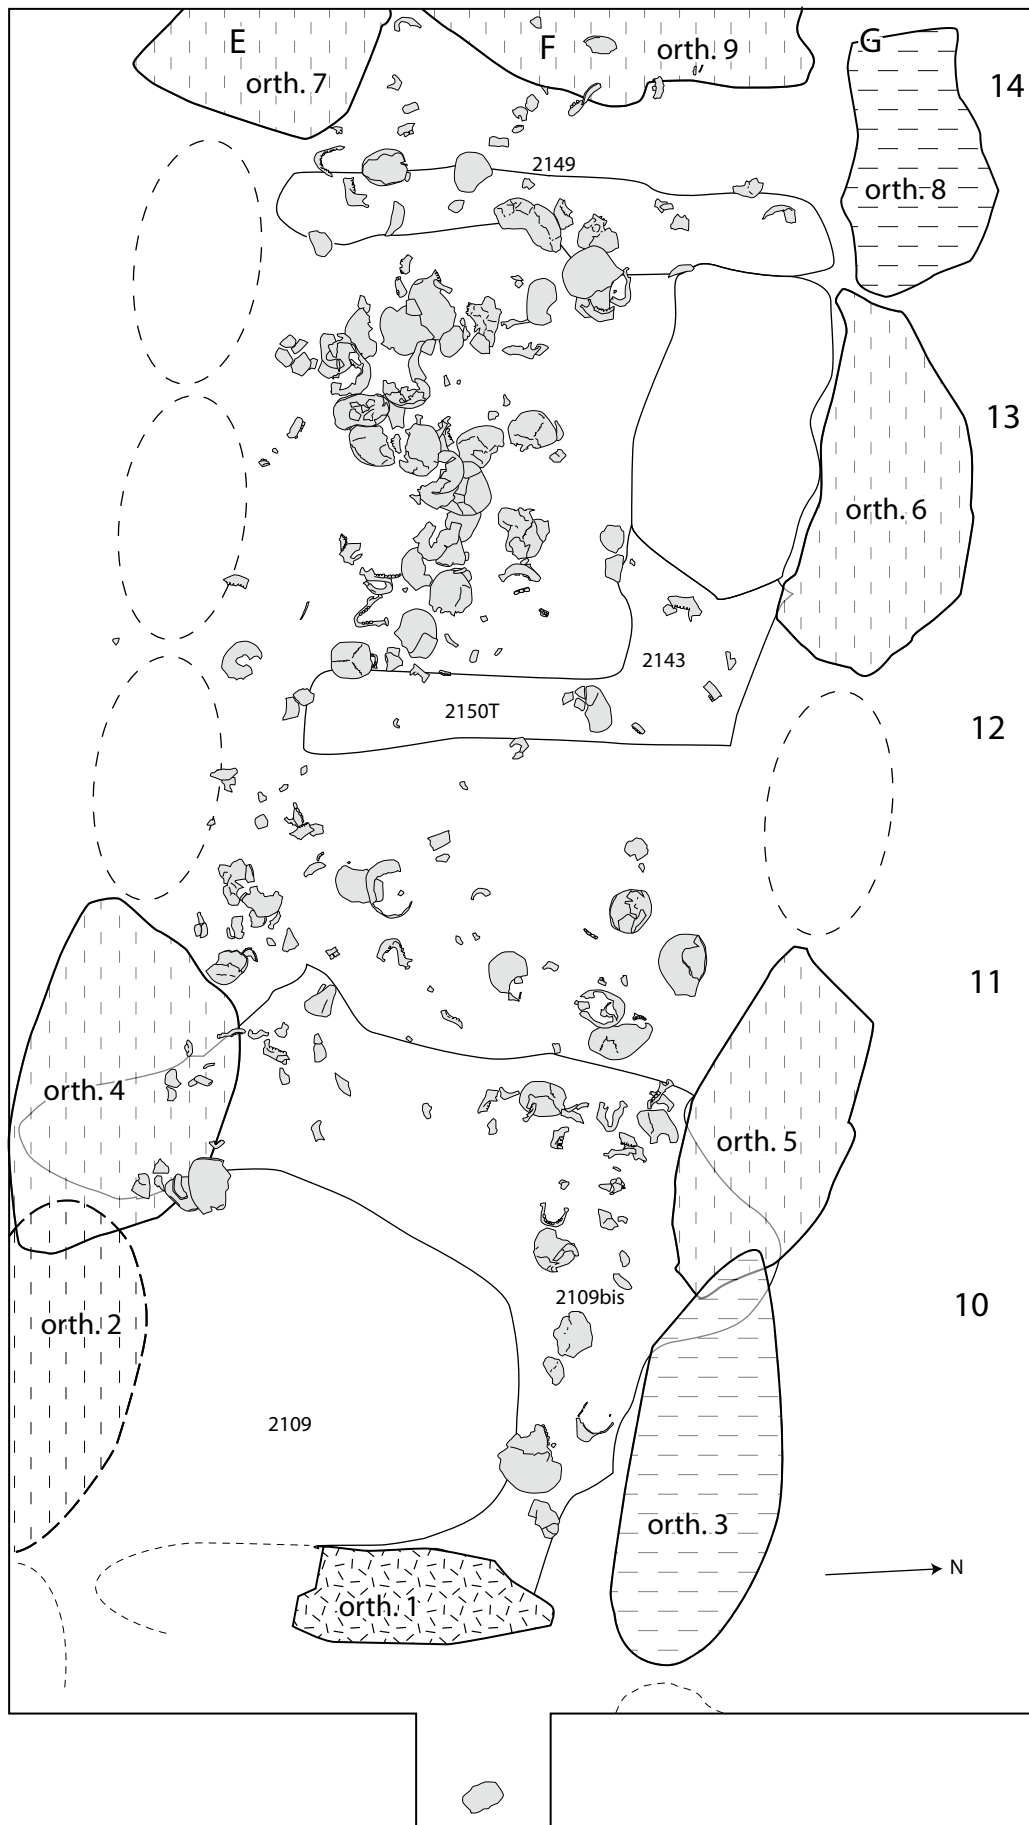 E
F
G
orth. 7
orth. 9
14
2149
orth. 8
13
orth. 6
2143
2150T
12
11
orth. 4
orth. 5
2109bis
10
orth. 2
2109
orth. 3
N
orth. 1